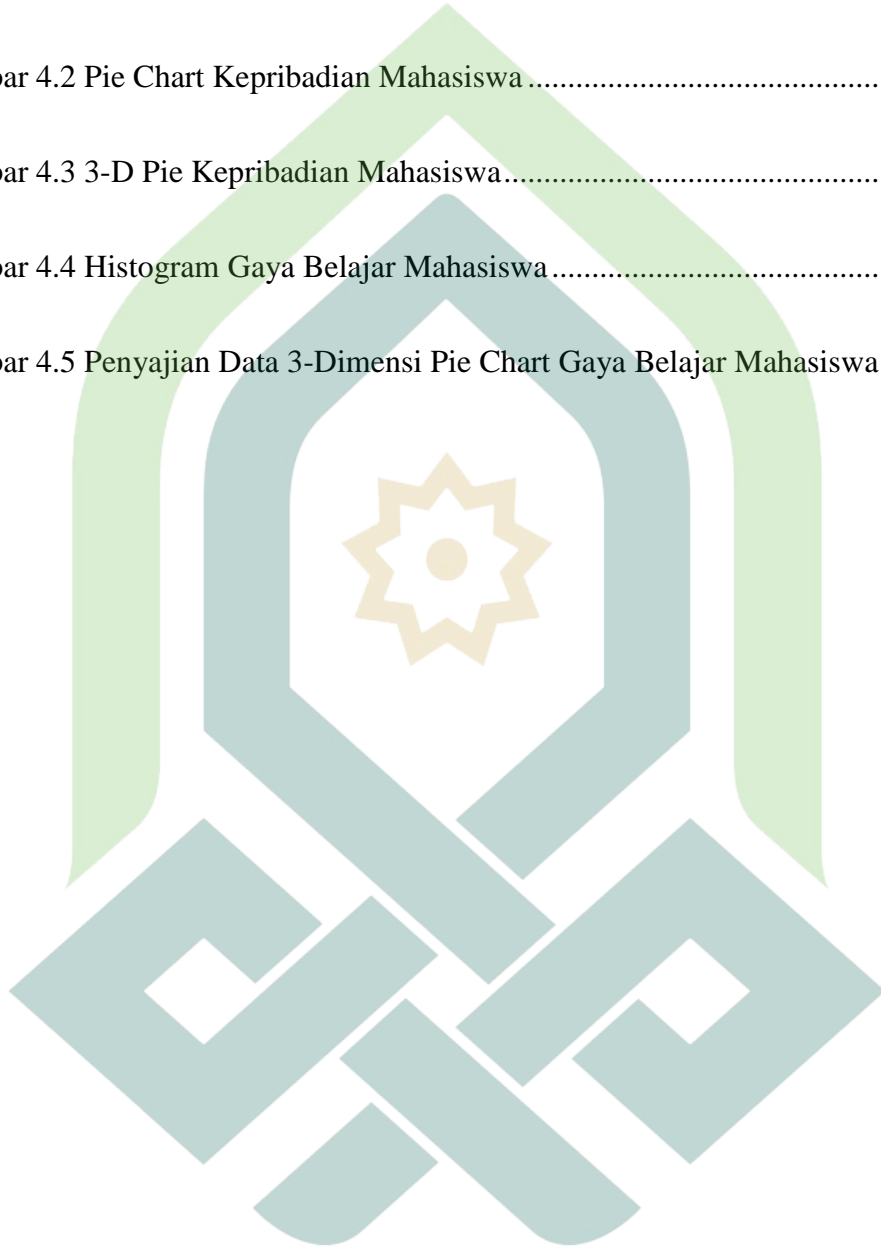 bar 4.2 Pie Chart Kepribadian Mahasiswa ............................................
bar 4.3 3-D Pie Kepribadian Mahasiswa...............................................
bar 4.4 Histogram Gaya Belajar Mahasiswa .........................................
bar 4.5 Penyajian Data 3-Dimensi Pie Chart Gaya Belajar Mahasiswa